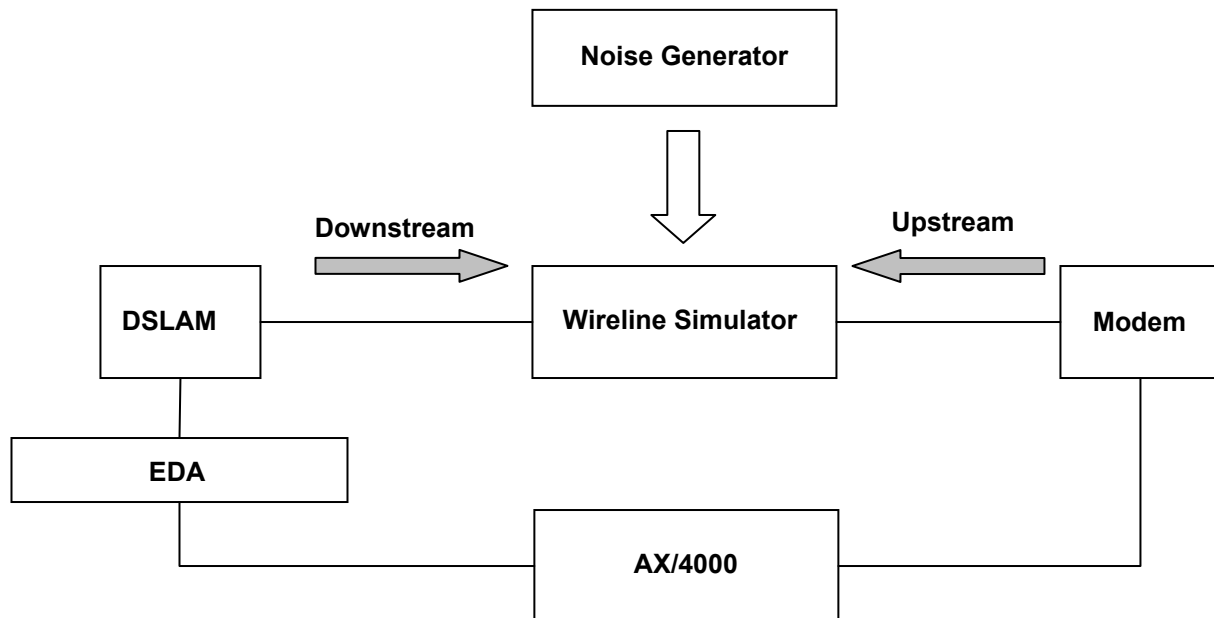 Noise Generator
Downstream
Upstream
DSLAM
Wireline Simulator
Modem
EDA
AX/4000